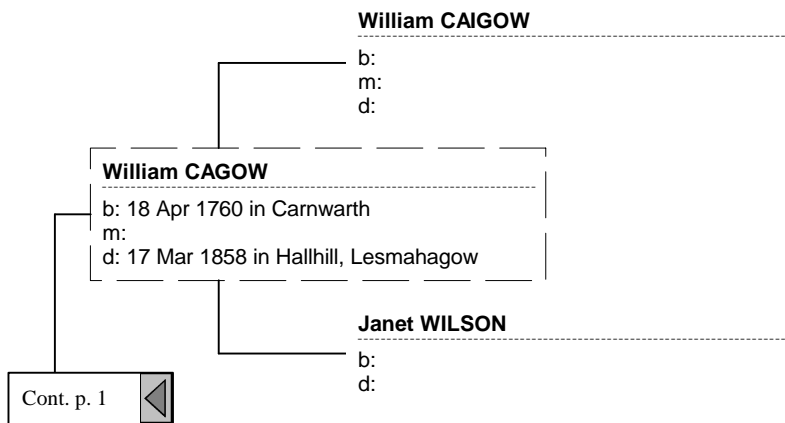 William CAIGOW
b:
m:
d:
William CAGOW
b: 18 Apr 1760 in Carnwarth
m:
d: 17 Mar 1858 in Hallhill, Lesmahagow
Janet WILSON
b:
d:
Cont. p. 1